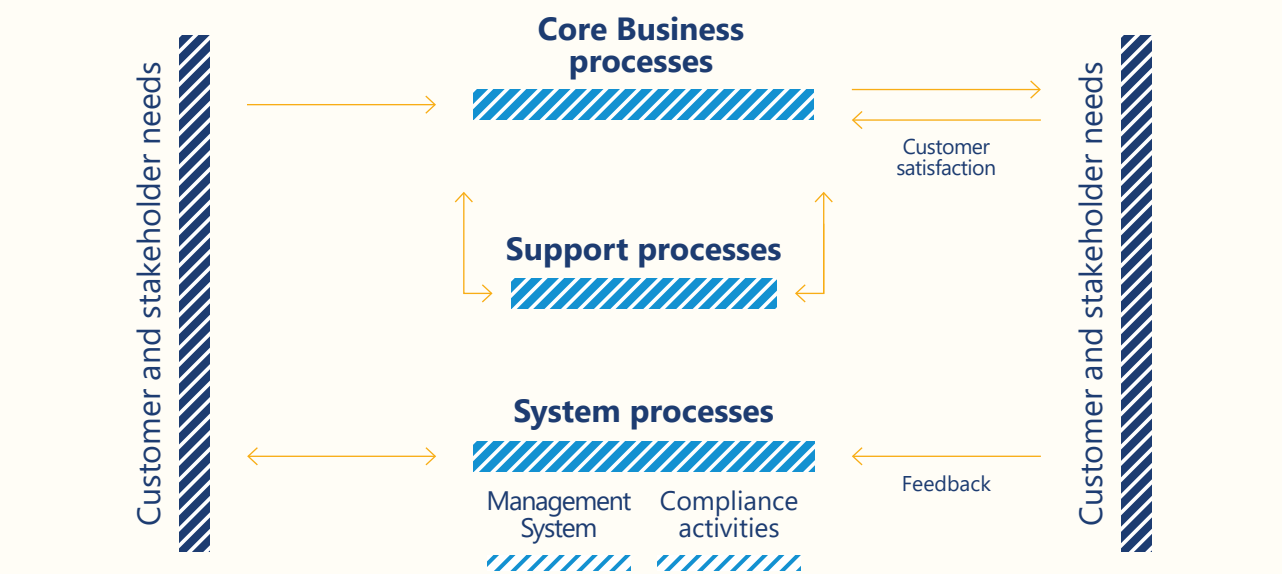 Core Business
processes
Customer and stakeholder needs
Customer and stakeholder needs
Customer
satisfaction
Support processes
System processes
Feedback
Management
System
Compliance
activities